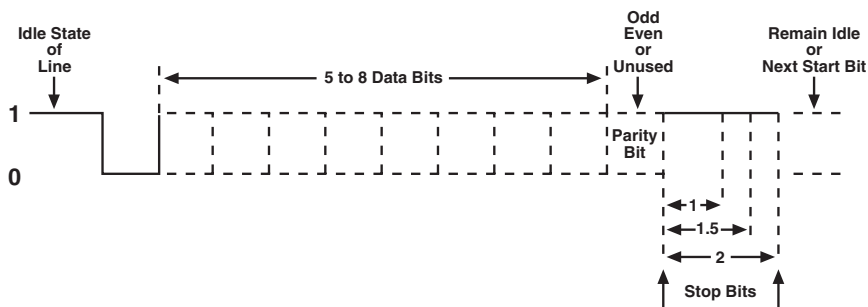 Idle State
of
Line
5 to 8 Data Bits
Odd
Even
or
Unused
Remain Idle
or
Next Start Bit
1
0
Parity
Bit
1
1.5
2
Stop Bits